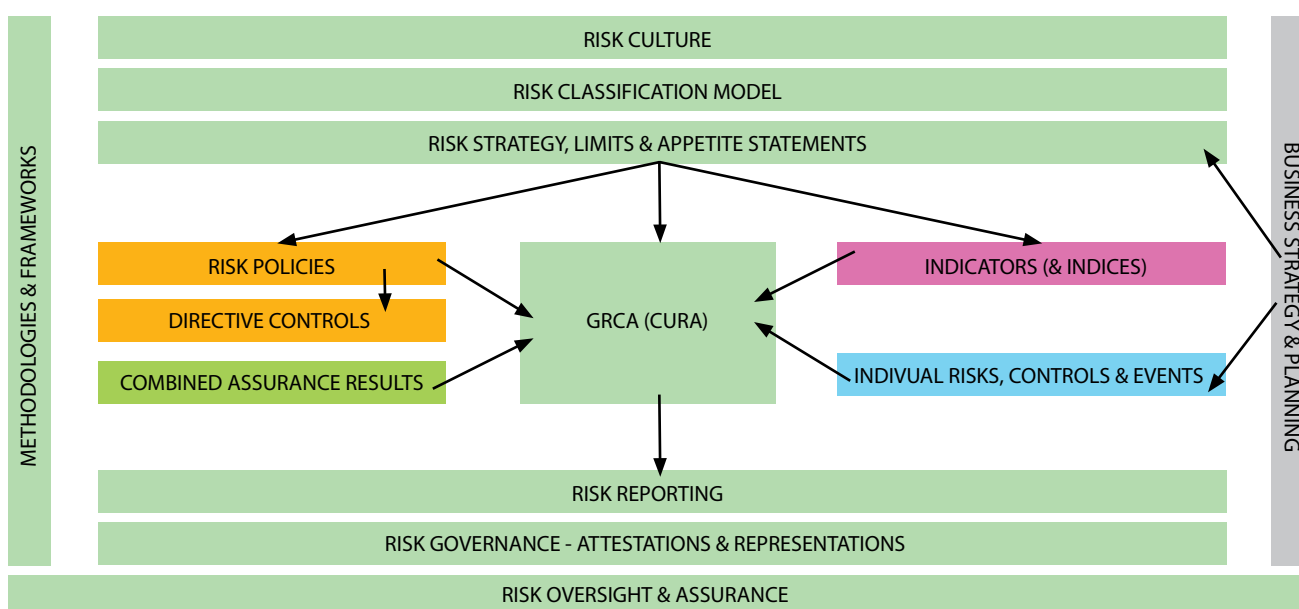 RISK CULTURE
RISK CLASSIFICATION MODEL
RISK STRATEGY, LIMITS & APPETITE STATEMENTS
METHODOLOGIES & FRAMEWORKS
BUSINESS STRATEGY & PLANNING
RISK POLICIES
DIRECTIVE CONTROLS
COMBINED ASSURANCE RESULTS
GRCA (CURA)
INDICATORS (& INDICES)
INDIVUAL RISKS, CONTROLS & EVENTS
RISK REPORTING
RISK GOVERNANCE - ATTESTATIONS & REPRESENTATIONS
RISK OVERSIGHT & ASSURANCE